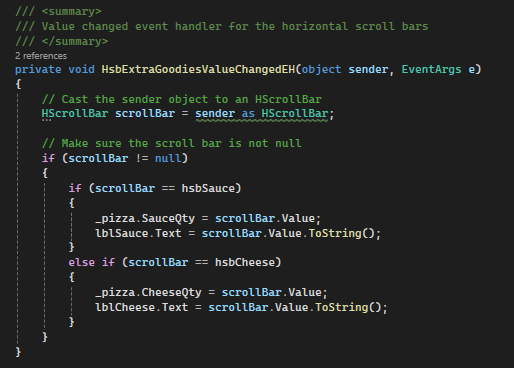 /// <summary>
/// Value changed event handler for the horizontal scroll bars
/// </summary>
2 references
private void HsbExtraGoodiesValueChangedEH(object sender, EventArgs e)
{
    // Cast the sender object to an HScrollBar
    HScrollBar scrollBar = sender as HScrollBar;

    // Make sure the scroll bar is not null
    if (scrollBar != null)
    {
        if (scrollBar == hsbSauce)
        {
            _pizza.SauceQty = scrollBar.Value;
            lblSauce.Text = scrollBar.Value.ToString();
        }
        else if (scrollBar == hsbCheese)
        {
            _pizza.CheeseQty = scrollBar.Value;
            lblCheese.Text = scrollBar.Value.ToString();
        }
    }
}